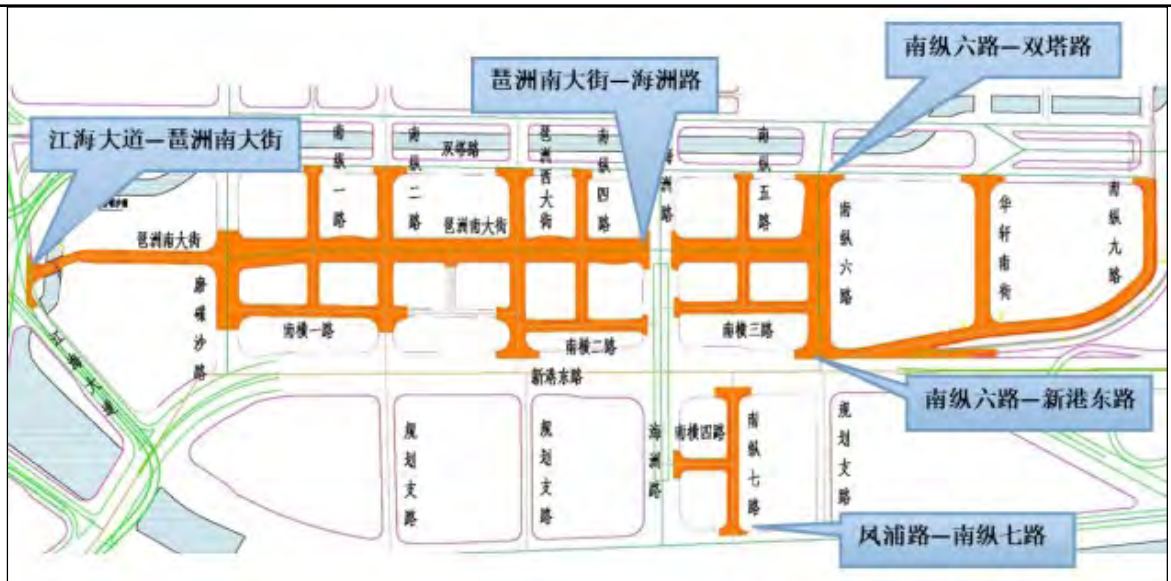 南纵六路—双塔路
琶洲南大街—海洲路
江海大道—琶洲南大街
南纵一路
南纵二路
双塔路
琶洲西大街
南纵四路
海洲路
南纵五路
南纵六路
华轩南街
南纵九路
琶洲南大街
琶洲南大街
磨碟沙路
江海大道
南横一路
南横二路
南横三路
新港东路
南纵六路—新港东路
规划支路
规划支路
海洲路
南横四路
南纵七路
规划支路
凤浦路—南纵七路